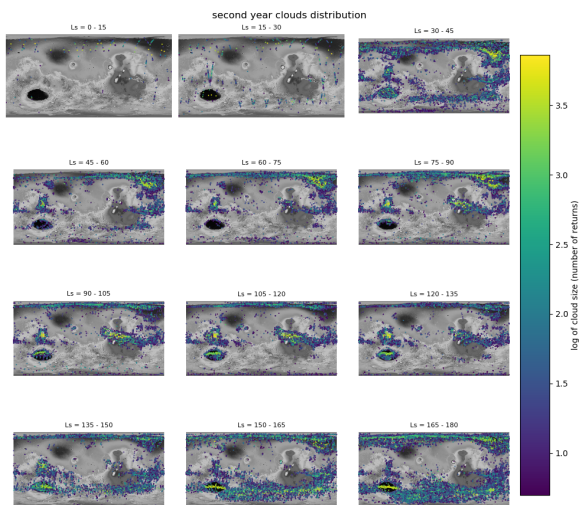 second year clouds distribution
Ls = 0 - 15
Ls = 15 - 30
Ls = 30 - 45
Ls = 45 - 60
Ls = 60 - 75
Ls = 75 - 90
Ls = 90 - 105
Ls = 105 - 120
Ls = 120 - 135
Ls = 135 - 150
Ls = 150 - 165
Ls = 165 - 180
3.5
3.0
2.5
2.0
1.5
1.0
log of cloud size (number of returns)